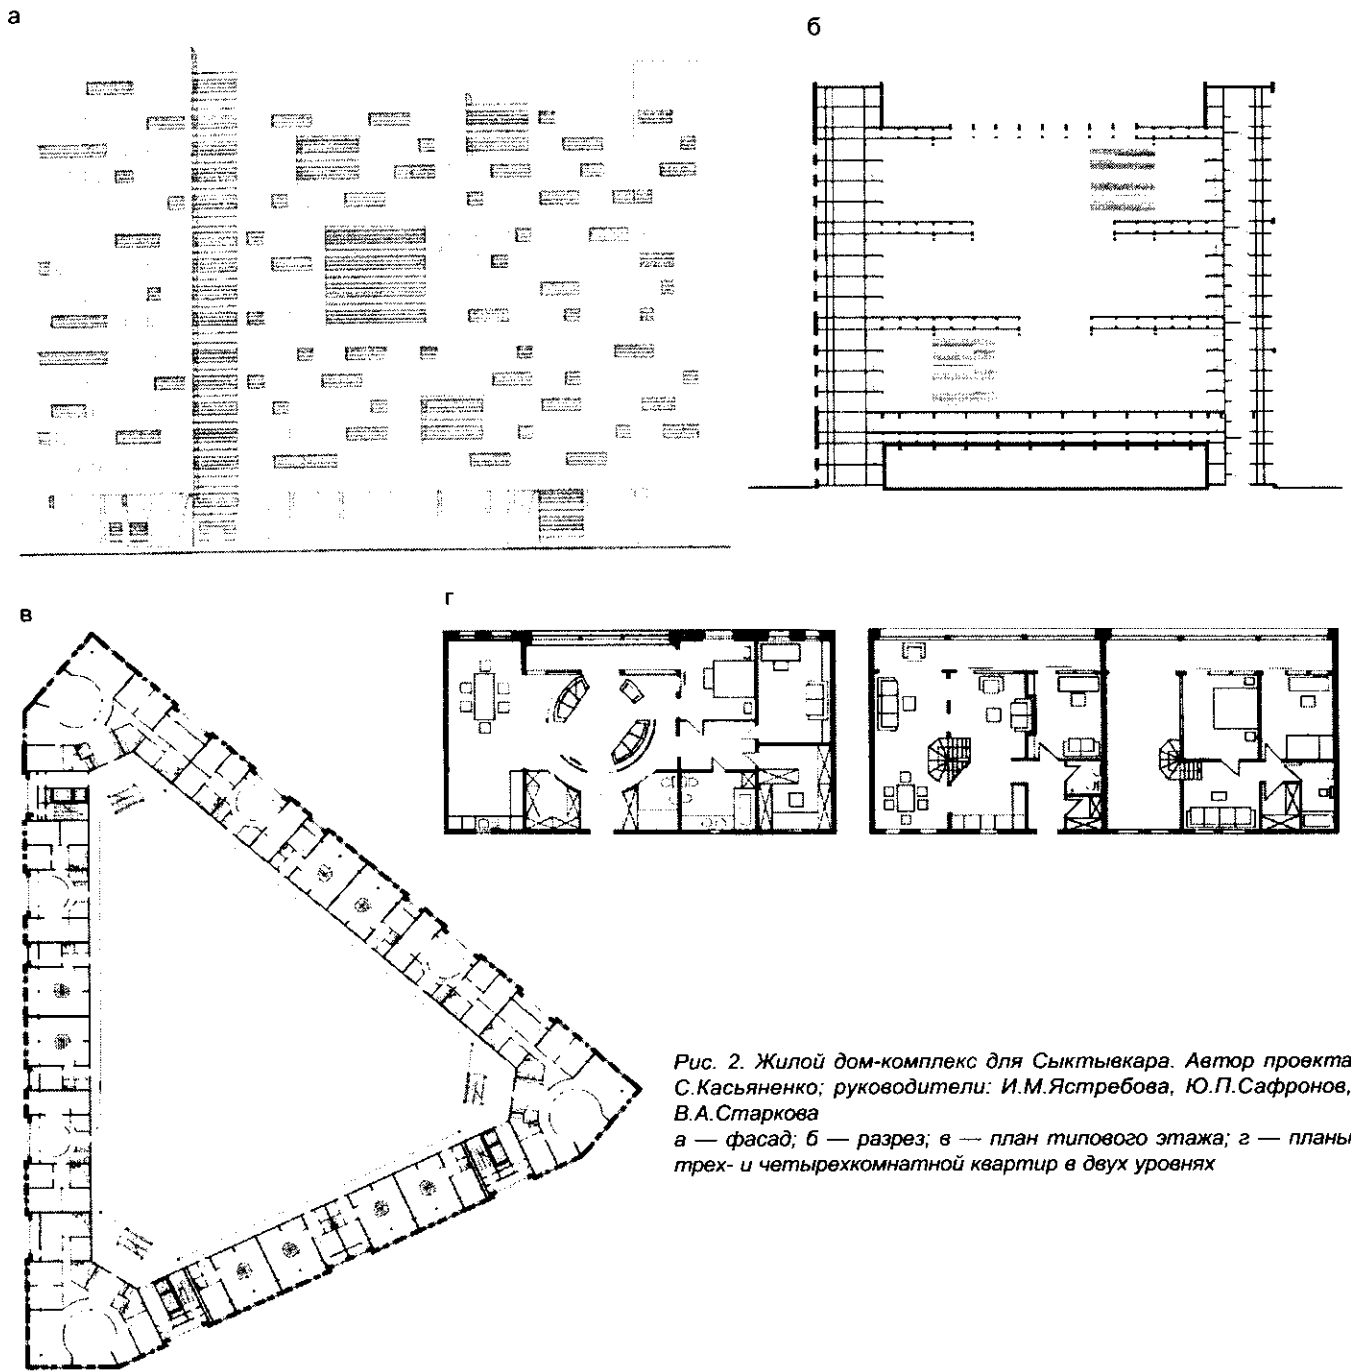 а
б
в
г
Рис. 2. Жилой дом-комплекс для Сыктывкара. Автор проекта
С.Касьяненко; руководители: И.М.Ястребова, Ю.П.Сафронов,
В.А.Старкова
а — фасад; б — разрез; в — план типового этажа; г — планы
трех- и четырехкомнатной квартир в двух уровнях